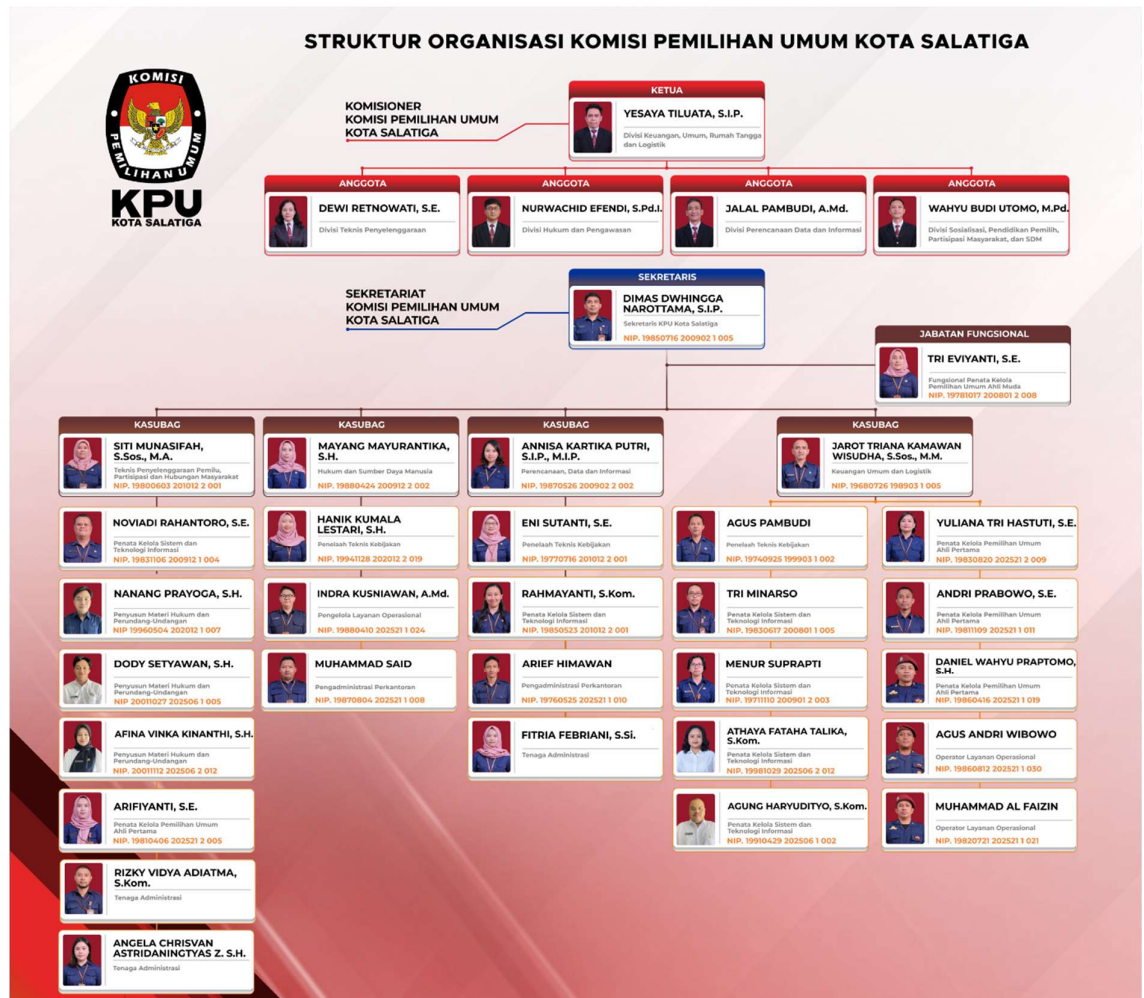 STRUKTUR ORGANISASI KOMISI PEMILIHAN UMUM KOTA SALATIGA
KOMISI
PEMILIHAN UMUM
KPU
KOTA SALATIGA
KOMISIONER
KOMISI PEMILIHAN UMUM
KOTA SALATIGA
KETUA
YESAYA TILUATA, S.I.P.
Divisi Keuangan, Umum, Rumah Tangga
dan Logistik
ANGGOTA
DEWI RETNOWATI, S.E.
Divisi Teknis Penyelenggaraan
ANGGOTA
NURWACHID EFENDI, S.Pd.I.
Divisi Hukum dan Pengawasan
ANGGOTA
JALAL PAMBUDI, A.Md.
Divisi Perencanaan Data dan Informasi
ANGGOTA
WAHYU BUDI UTOMO, M.Pd.
Divisi Sosialisasi, Pendidikan Pemilih,
Partisipasi Masyarakat, dan SDM
SEKRETARIAT
KOMISI PEMILIHAN UMUM
KOTA SALATIGA
SEKRETARIS
DIMAS DWHINGGA
NAROTTAMA, S.I.P.
Sekretaris KPU Kota Salatiga
NIP. 19850716 200902 1 005
JABATAN FUNGSIONAL
TRI EVIYANTI, S.E.
Fungsional Penata Kelola
Pemilihan Umum Ahli Muda
NIP. 19781017 200801 2 008
KASUBAG
SITI MUNASIFAH,
S.Sos., M.A.
Teknis Penyelenggaraan Pemilu,
Partisipasi dan Hubungan Masyarakat
NIP. 19800603 201012 2 001
NOVIADI RAHANTORO, S.E.
Penata Kelola Sistem dan
Teknologi Informasi
NIP. 19831106 200912 1 004
NANANG PRAYOGA, S.H.
Penyusun Materi Hukum dan
Perundang-Undangan
NIP 19960504 202012 1 007
DODY SETYAWAN, S.H.
Penyusun Materi Hukum dan
Perundang-Undangan
NIP 20011027 202506 1 005
AFINA VINKA KINANTHI, S.H.
Penyusun Materi Hukum dan
Perundang-Undangan
NIP. 20011112 202506 2 012
ARIFIYANTI, S.E.
Penata Kelola Pemilihan Umum
Ahli Pertama
NIP. 19810406 202521 2 005
RIZKY VIDYA ADIATMA,
S.Kom.
Tenaga Administrasi
ANGELA CHRISVAN
ASTRIDANINGTYAS Z. S.H.
Tenaga Administrasi
KASUBAG
MAYANG MAYURANTIKA,
S.H.
Hukum dan Sumber Daya Manusia
NIP. 19880424 200912 2 002
HANIK KUMALA
LESTARI, S.H.
Penelaah Teknis Kebijakan
NIP. 19941128 202012 2 019
INDRA KUSNIAWAN, A.Md.
Pengelola Layanan Operasional
NIP. 19880410 202521 1 024
MUHAMMAD SAID
Pengadministrasi Perkantoran
NIP. 19870804 202521 1 008
KASUBAG
ANNISA KARTIKA PUTRI,
S.I.P., M.I.P.
Perencanaan, Data dan Informasi
NIP. 19870526 200902 2 002
ENI SUTANTI, S.E.
Penelaah Teknis Kebijakan
NIP. 19770716 201012 2 001
RAHMAYANTI, S.Kom.
Penata Kelola Sistem dan
Teknologi Informasi
NIP. 19850523 201012 2 001
ARIEF HIMAWAN
Pengadministrasi Perkantoran
NIP. 19760525 202521 1 010
FITRIA FEBRIANI, S.Si.
Tenaga Administrasi
KASUBAG
JAROT TRIANA KAMAWAN
WISUDHA, S.Sos., M.M.
Keuangan Umum dan Logistik
NIP. 19680726 198903 1 005
AGUS PAMBUDI
Penelaah Teknis Kebijakan
NIP. 19740925 199903 1 002
TRI MINARSO
Penata Kelola Sistem dan
Teknologi Informasi
NIP. 19830617 200801 1 005
MENUR SUPRAPTI
Penata Kelola Sistem dan
Teknologi Informasi
NIP. 19711110 200901 2 003
ATHAYA FATAHA TALIKA,
S.Kom.
Penata Kelola Sistem dan
Teknologi Informasi
NIP. 19981029 202506 2 012
AGUNG HARYUDITYO, S.Kom.
Penata Kelola Sistem dan
Teknologi Informasi
NIP. 19910429 202506 1 002
YULIANA TRI HASTUTI, S.E.
Penata Kelola Pemilihan Umum
Ahli Pertama
NIP. 19830820 202521 2 009
ANDRI PRABOWO, S.E.
Penata Kelola Pemilihan Umum
Ahli Pertama
NIP. 19811109 202521 1 011
DANIEL WAHYU PRAPTOMO,
S.H.
Penata Kelola Pemilihan Umum
Ahli Pertama
NIP. 19860416 202521 1 019
AGUS ANDRI WIBOWO
Operator Layanan Operasional
NIP. 19860812 202521 1 030
MUHAMMAD AL FAIZIN
Operator Layanan Operasional
NIP. 19820721 202521 1 021